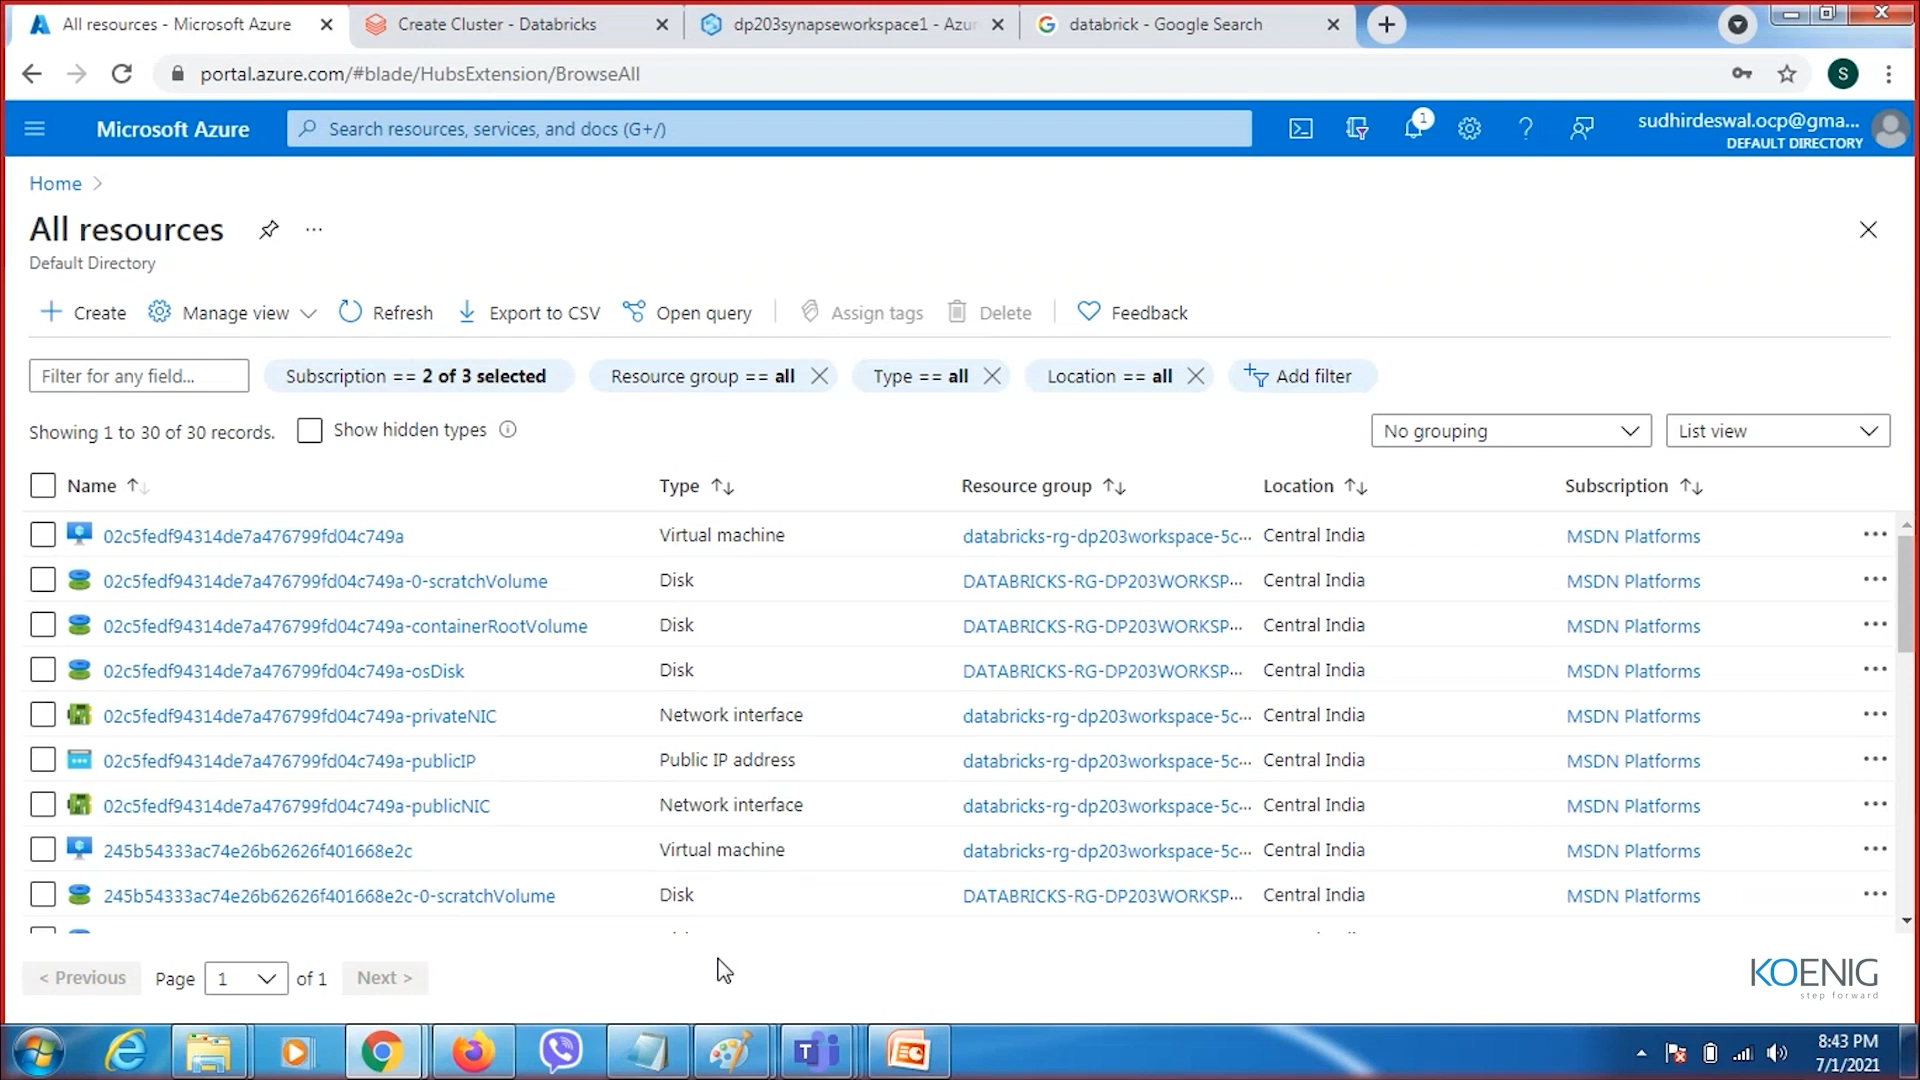 All resources - Microsoft Azure
Create Cluster - Databricks
dp203synapseworkspace1 - Azur
databrick - Google Search
portal.azure.com/#blade/HubsExtension/BrowseAll
S
Microsoft Azure
Search resources, services, and docs (G+/)
1
sudhirdeswal.ocp@gma...
DEFAULT DIRECTORY
Home
All resources
Default Directory
Create
Manage view
Refresh
Export to CSV
Open query
Assign tags
Delete
Feedback
Filter for any field...
Subscription == 2 of 3 selected
Resource group == all
Type == all
Location == all
Add filter
Showing 1 to 30 of 30 records.
Show hidden types
No grouping
List view
Name Type Resource group Location Subscription
02c5fedf94314de7a476799fd04c749a Virtual machine databricks-rg-dp203workspace-5c... Central India MSDN Platforms
02c5fedf94314de7a476799fd04c749a-0-scratchVolume Disk DATABRICKS-RG-DP203WORKSP... Central India MSDN Platforms
02c5fedf94314de7a476799fd04c749a-containerRootVolume Disk DATABRICKS-RG-DP203WORKSP... Central India MSDN Platforms
02c5fedf94314de7a476799fd04c749a-osDisk Disk DATABRICKS-RG-DP203WORKSP... Central India MSDN Platforms
02c5fedf94314de7a476799fd04c749a-privateNIC Network interface databricks-rg-dp203workspace-5c... Central India MSDN Platforms
02c5fedf94314de7a476799fd04c749a-publicIP Public IP address databricks-rg-dp203workspace-5c... Central India MSDN Platforms
02c5fedf94314de7a476799fd04c749a-publicNIC Network interface databricks-rg-dp203workspace-5c... Central India MSDN Platforms
245b54333ac74e26b62626f401668e2c Virtual machine databricks-rg-dp203workspace-5c... Central India MSDN Platforms
245b54333ac74e26b62626f401668e2c-0-scratchVolume Disk DATABRICKS-RG-DP203WORKSP... Central India MSDN Platforms
< Previous Page 1 of 1 Next >
KOENIG
step forward
8:43 PM
7/1/2021